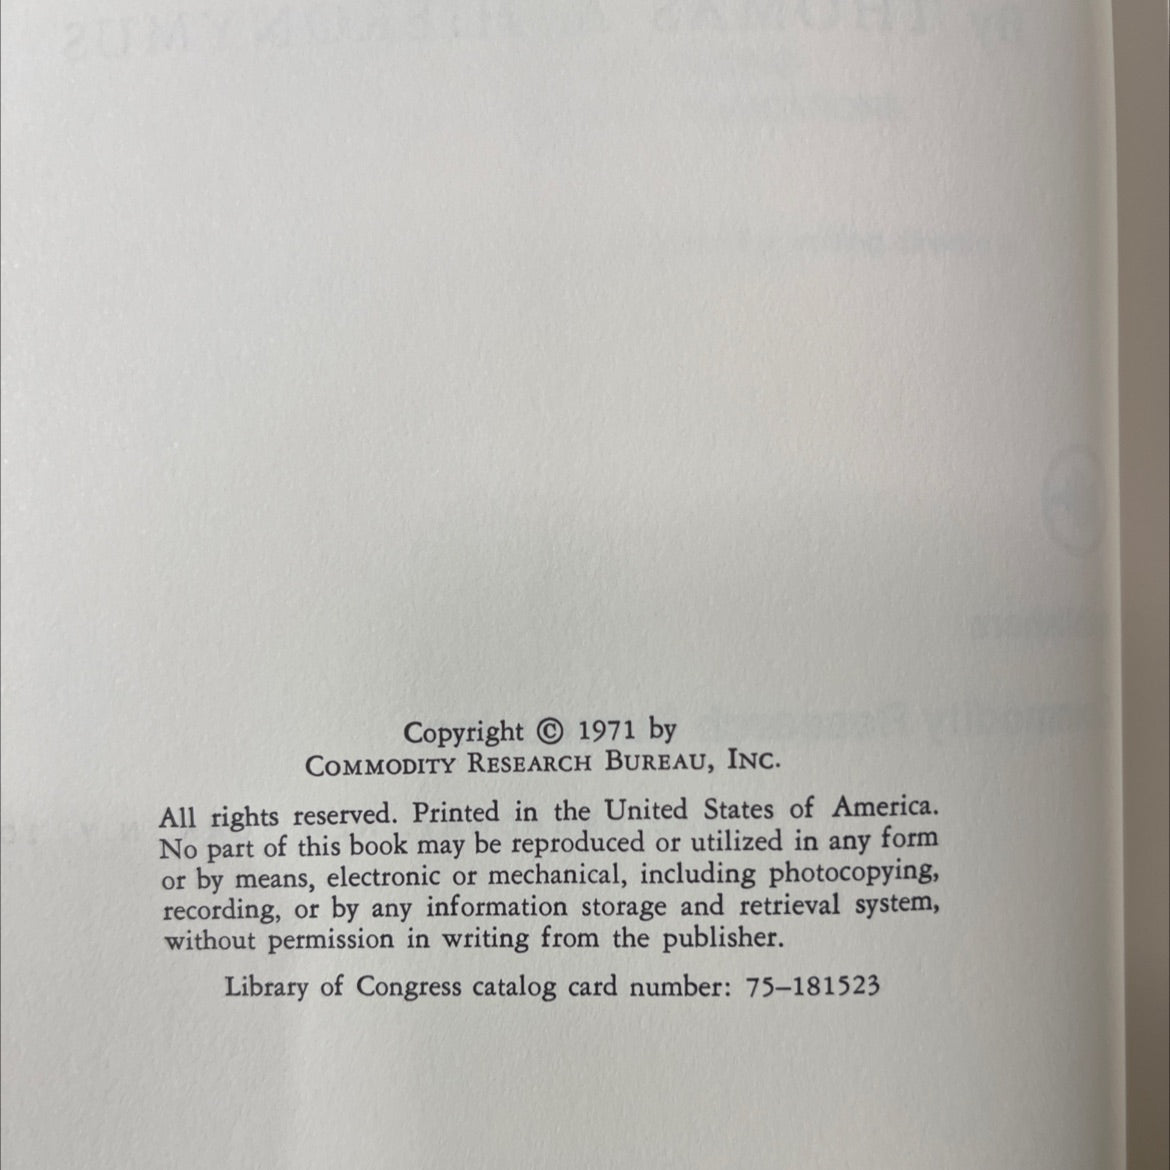 by THOMAS A. HIERONYMUS
Copyright © 1971 by
COMMODITY RESEARCH BUREAU, INC.
All rights reserved. Printed in the United States of America.
No part of this book may be reproduced or utilized in any form
or by means, electronic or mechanical, including photocopying,
recording, or by any information storage and retrieval system,
without permission in writing from the publisher.
Library of Congress catalog card number: 75–181523